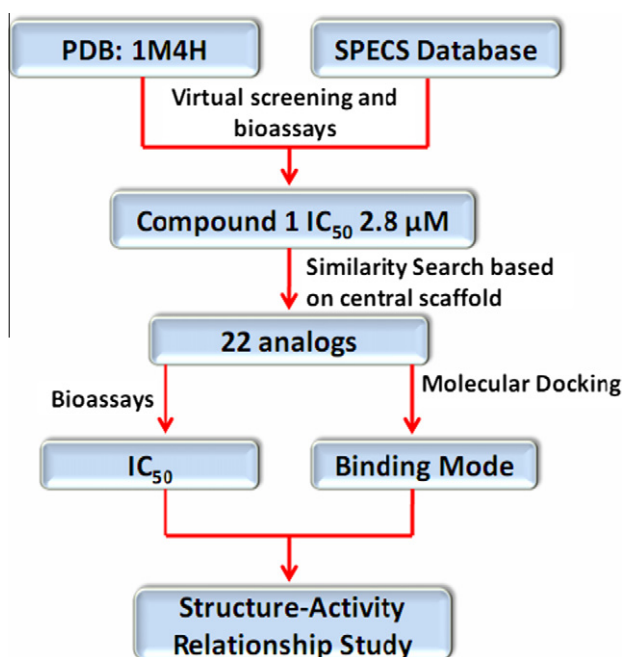 PDB: 1M4H
SPECS Database
Virtual screening and
bioassays
Compound 1 IC₅₀ 2.8 µM
Similarity Search based
on central scaffold
22 analogs
Bioassays
Molecular Docking
IC₅₀
Binding Mode
Structure-Activity
Relationship Study